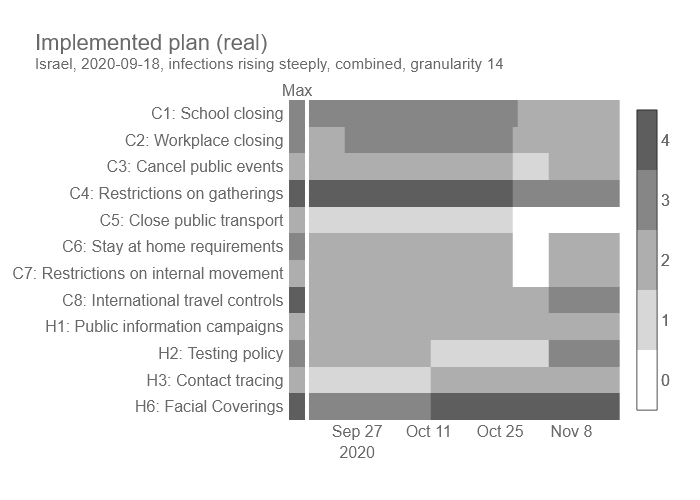 Implemented plan (real)
Israel, 2020-09-18, infections rising steeply, combined, granularity 14
Max
C1: School closing
C2: Workplace closing
C3: Cancel public events
C4: Restrictions on gatherings
C5: Close public transport
C6: Stay at home requirements
C7: Restrictions on internal movement
C8: International travel controls
H1: Public information campaigns
H2: Testing policy
H3: Contact tracing
H6: Facial Coverings
4
3
2
1
0
Sep 27 Oct 11 Oct 25 Nov 8
2020